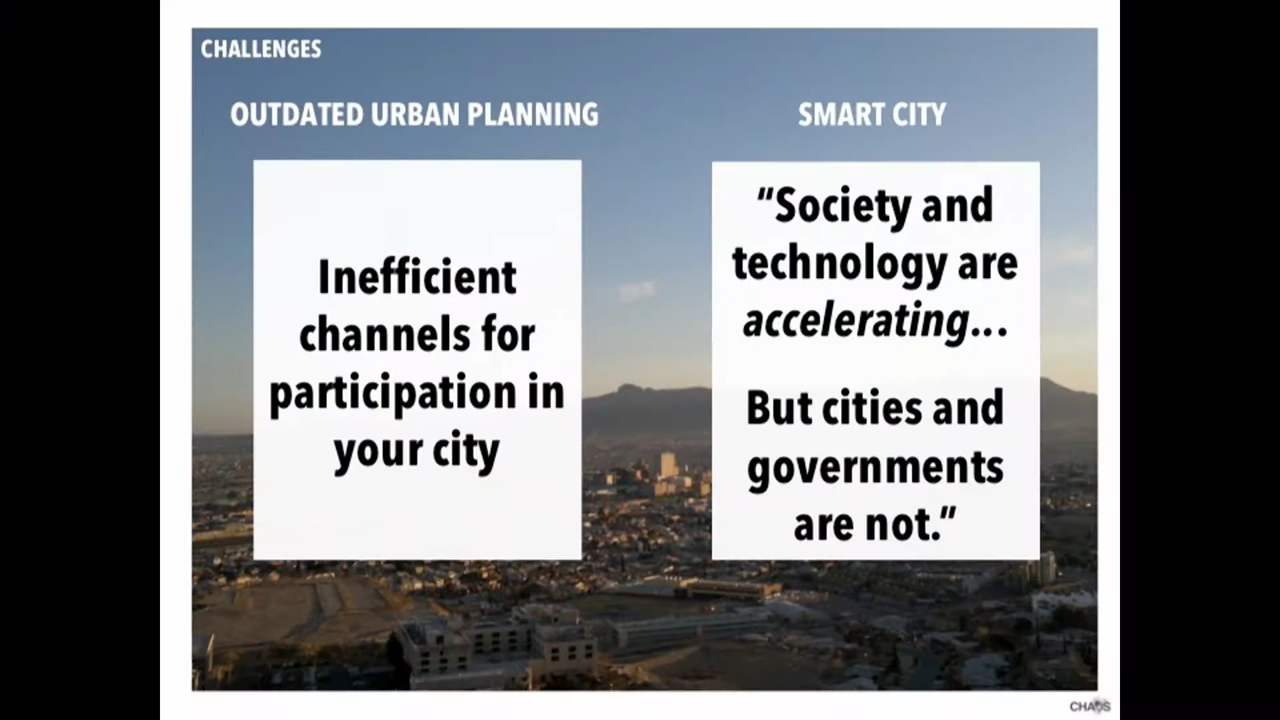 CHALLENGES
OUTDATED URBAN PLANNING
Inefficient
channels for
participation in
your city
SMART CITY
“Society and
technology are
accelerating...
But cities and
governments
are not.”
CHAOS